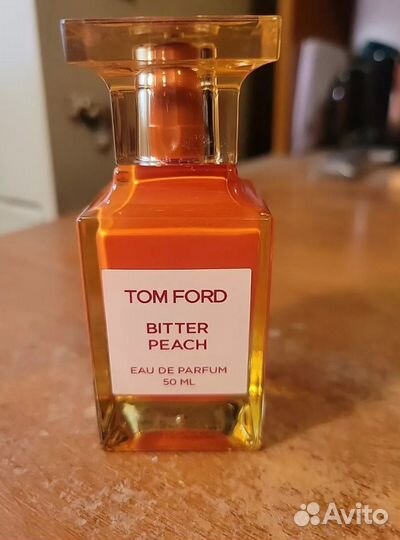 TOM FORD
BITTER
PEACH
EAU DE PARFUM
50 ML
Avito